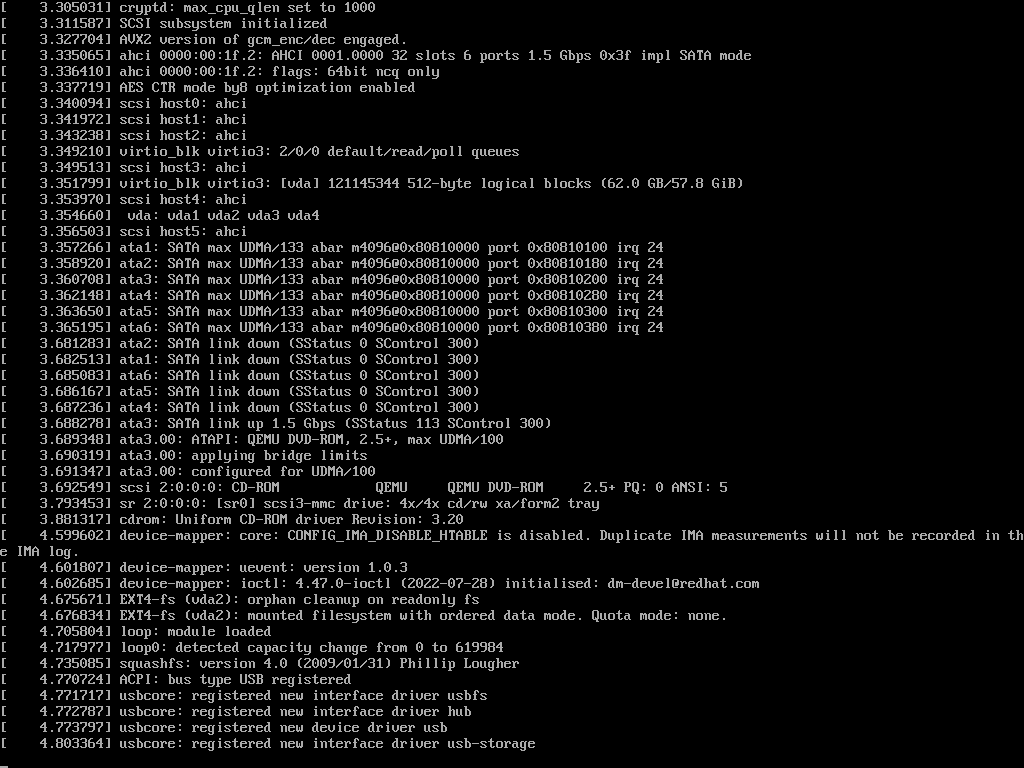 [    3.305031] cryptd: max_cpu_qlen set to 1000
[    3.311587] SCSI subsystem initialized
[    3.327704] AVX2 version of gcm_enc/dec engaged.
[    3.335065] ahci 0000:00:1f.2: AHCI 0001.0000 32 slots 6 ports 1.5 Gbps 0x3f impl SATA mode
[    3.336410] ahci 0000:00:1f.2: flags: 64bit ncq only
[    3.337719] AES CTR mode by8 optimization enabled
[    3.340094] scsi host0: ahci
[    3.341972] scsi host1: ahci
[    3.343238] scsi host2: ahci
[    3.349210] virtio_blk virtio3: 2/0/0 default/read/poll queues
[    3.349513] scsi host3: ahci
[    3.351799] virtio_blk virtio3: [vda] 121145344 512-byte logical blocks (62.0 GB/57.8 GiB)
[    3.353970] scsi host4: ahci
[    3.354660]  vda: vda1 vda2 vda3 vda4
[    3.356503] scsi host5: ahci
[    3.357266] ata1: SATA max UDMA/133 abar m4096@0x80810000 port 0x80810100 irq 24
[    3.358920] ata2: SATA max UDMA/133 abar m4096@0x80810000 port 0x80810180 irq 24
[    3.360708] ata3: SATA max UDMA/133 abar m4096@0x80810000 port 0x80810200 irq 24
[    3.362148] ata4: SATA max UDMA/133 abar m4096@0x80810000 port 0x80810280 irq 24
[    3.363650] ata5: SATA max UDMA/133 abar m4096@0x80810000 port 0x80810300 irq 24
[    3.365195] ata6: SATA max UDMA/133 abar m4096@0x80810000 port 0x80810380 irq 24
[    3.681283] ata2: SATA link down (SStatus 0 SControl 300)
[    3.682513] ata1: SATA link down (SStatus 0 SControl 300)
[    3.685083] ata6: SATA link down (SStatus 0 SControl 300)
[    3.686167] ata5: SATA link down (SStatus 0 SControl 300)
[    3.687236] ata4: SATA link down (SStatus 0 SControl 300)
[    3.688278] ata3: SATA link up 1.5 Gbps (SStatus 113 SControl 300)
[    3.689348] ata3.00: ATAPI: QEMU DVD-ROM, 2.5+, max UDMA/100
[    3.690319] ata3.00: applying bridge limits
[    3.691347] ata3.00: configured for UDMA/100
[    3.692549] scsi 2:0:0:0: CD-ROM            QEMU     QEMU DVD-ROM     2.5+ PQ: 0 ANSI: 5
[    3.793453] sr 2:0:0:0: [sr0] scsi3-mmc drive: 4x/4x cd/rw xa/form2 tray
[    3.881317] cdrom: Uniform CD-ROM driver Revision: 3.20
[    4.599602] device-mapper: core: CONFIG_IMA_DISABLE_HTABLE is disabled. Duplicate IMA measurements will not be recorded in th
e IMA log.
[    4.601807] device-mapper: uevent: version 1.0.3
[    4.602685] device-mapper: ioctl: 4.47.0-ioctl (2022-07-28) initialised: dm-devel@redhat.com
[    4.675671] EXT4-fs (vda2): orphan cleanup on readonly fs
[    4.676834] EXT4-fs (vda2): mounted filesystem with ordered data mode. Quota mode: none.
[    4.705804] loop: module loaded
[    4.717977] loop0: detected capacity change from 0 to 619984
[    4.735085] squashfs: version 4.0 (2009/01/31) Phillip Lougher
[    4.770724] ACPI: bus type USB registered
[    4.771717] usbcore: registered new interface driver usbfs
[    4.772787] usbcore: registered new interface driver hub
[    4.773797] usbcore: registered new device driver usb
[    4.803364] usbcore: registered new interface driver usb-storage